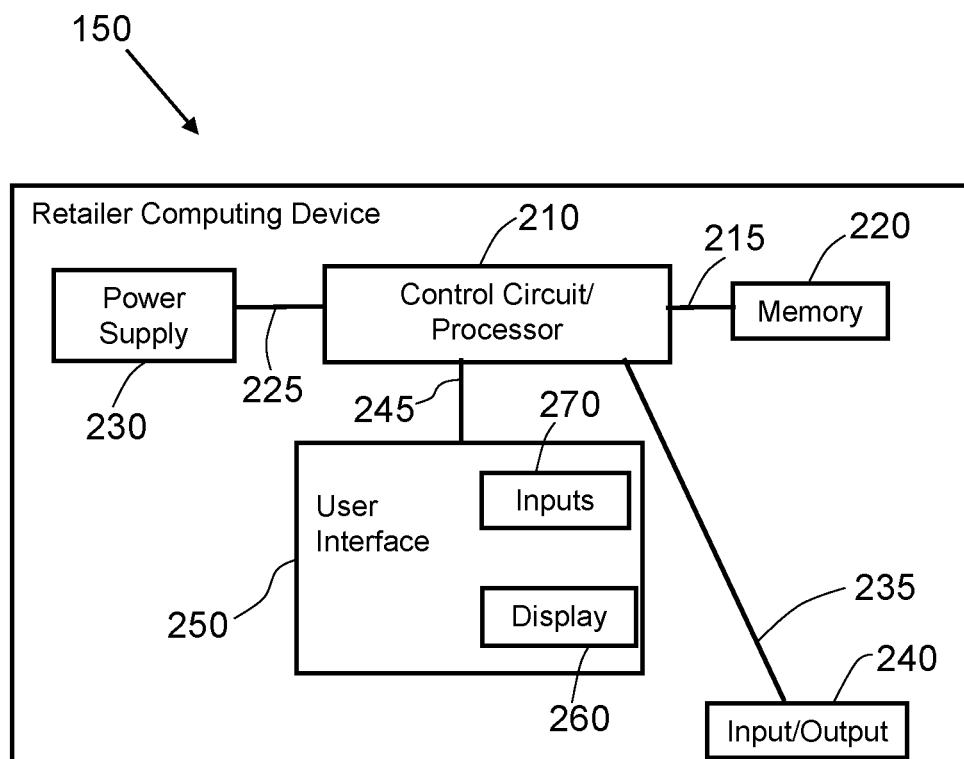 150
Retailer Computing Device
210
215
220
Power
Supply
Control Circuit/
Processor
Memory
230
225
245
270
User
Interface
Inputs
250
Display
235
260
240
Input/Output